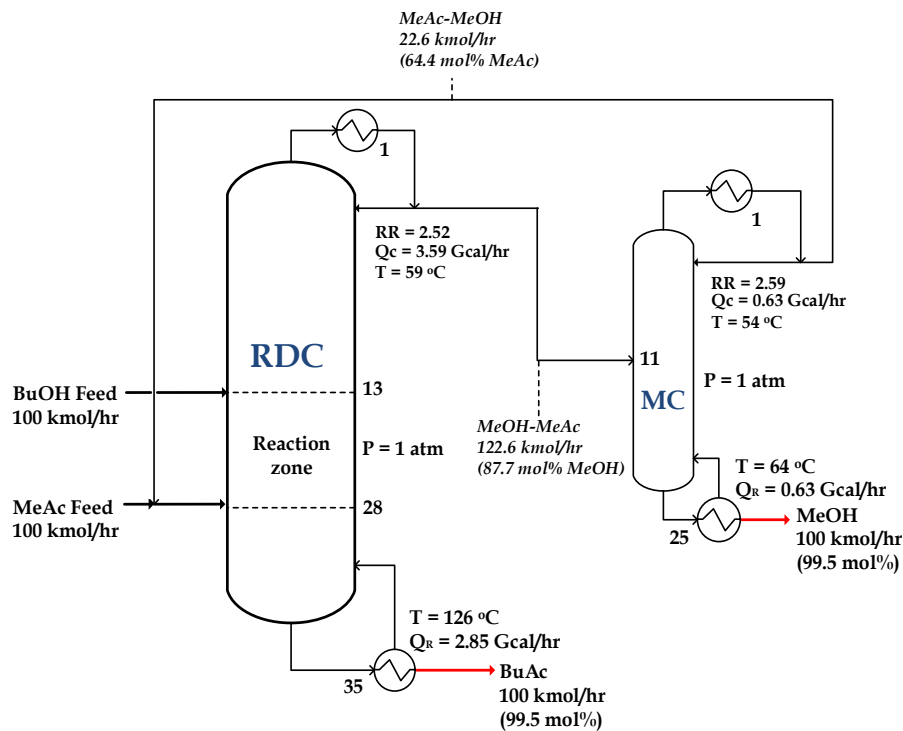 MeAc-MeOH
22.6 kmol/hr
(64.4 mol% MeAc)
1
1
RR = 2.52
Qc = 3.59 Gcal/hr
T = 59 °C
RR = 2.59
Qc = 0.63 Gcal/hr
T = 54 °C
RDC
11
MC
P = 1 atm
BuOH Feed
100 kmol/hr
13
Reaction
zone
P = 1 atm
MeOH-MeAc
122.6 kmol/hr
(87.7 mol% MeOH)
MeAc Feed
100 kmol/hr
28
T = 64 °C
QR = 0.63 Gcal/hr
25
MeOH
100 kmol/hr
(99.5 mol%)
T = 126 °C
QR = 2.85 Gcal/hr
35
BuAc
100 kmol/hr
(99.5 mol%)